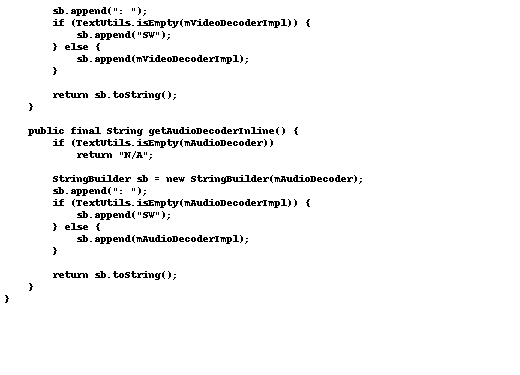 sb.append(": ");
        if (TextUtils.isEmpty(mVideoDecoderImpl)) {
            sb.append("SW");
        } else {
            sb.append(mVideoDecoderImpl);
        }

        return sb.toString();
    }

    public final String getAudioDecoderInline() {
        if (TextUtils.isEmpty(mAudioDecoder))
            return "N/A";

        StringBuilder sb = new StringBuilder(mAudioDecoder);
        sb.append(": ");
        if (TextUtils.isEmpty(mAudioDecoderImpl)) {
            sb.append("SW");
        } else {
            sb.append(mAudioDecoderImpl);
        }

        return sb.toString();
    }
}